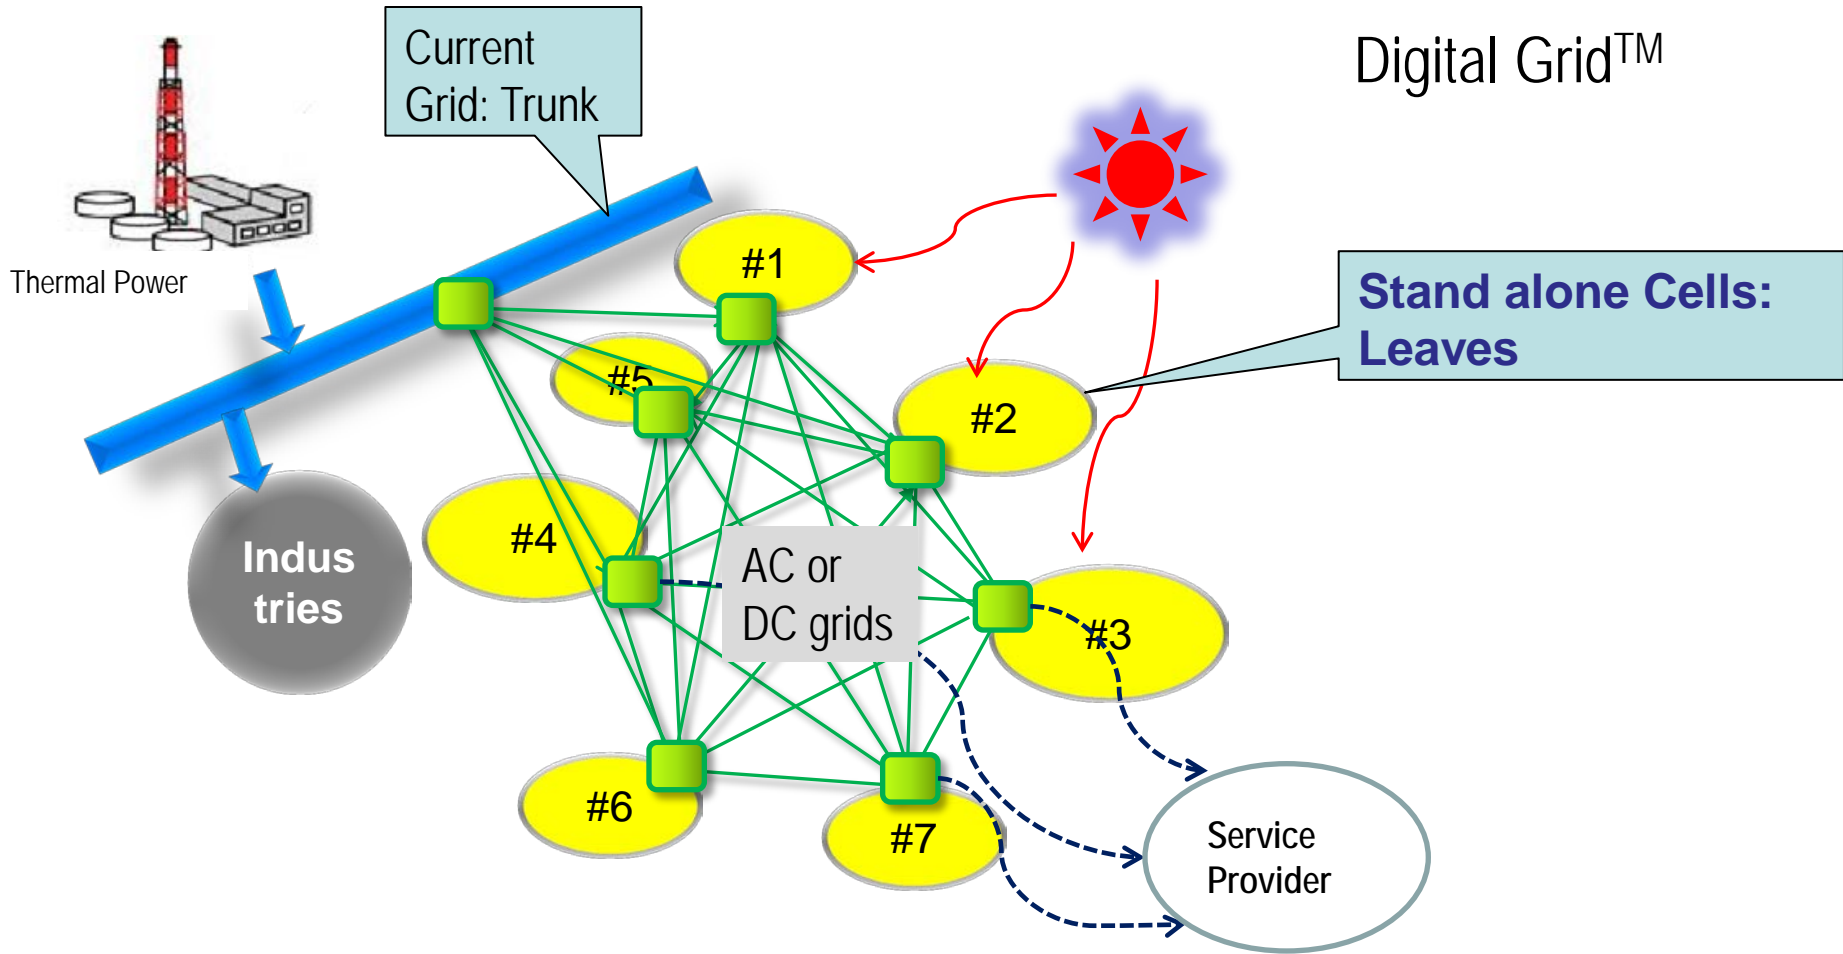 Current
Grid: Trunk
Digital Grid™
Thermal Power
#1
Stand alone Cells:
Leaves
#5
#2
#4
Indus
tries
AC or
DC grids
#3
#6
#7
Service
Provider